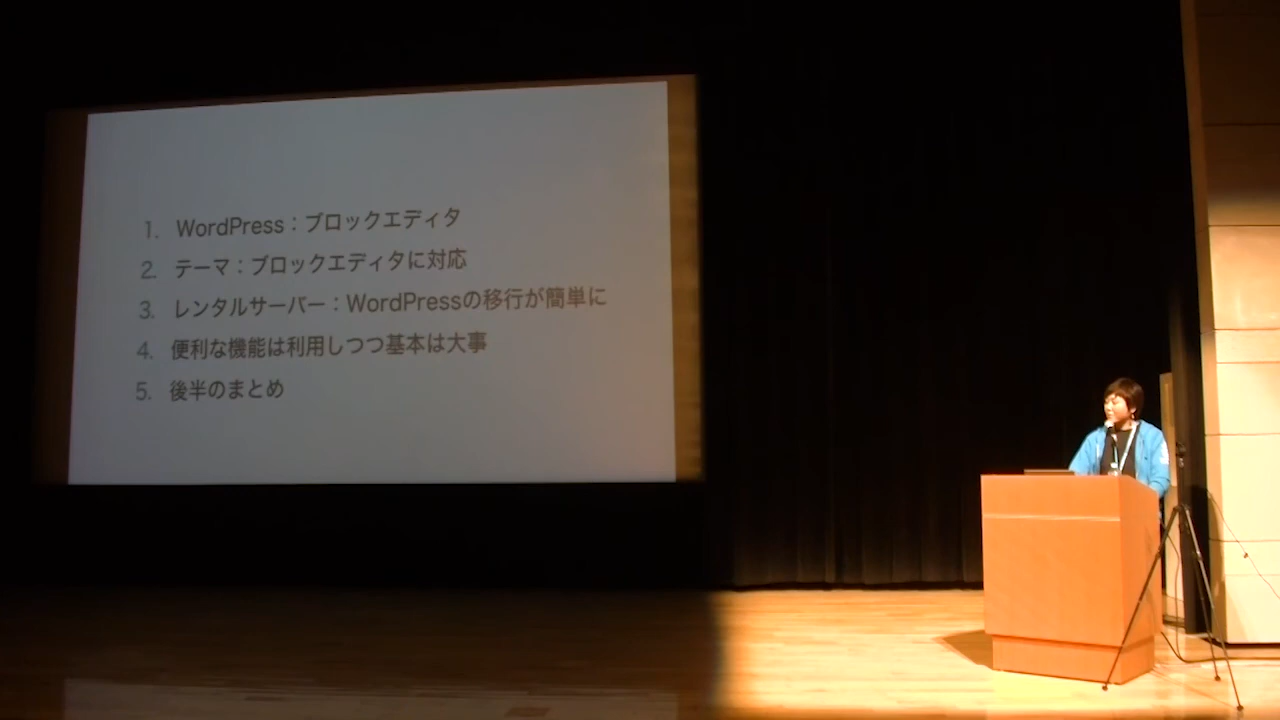 1. WordPress：ブロックエディタ
2. テーマ：ブロックエディタに対応
3. レンタルサーバー：WordPressの移行が簡単に
4. 便利な機能は利用しつつ基本は大事
5. 後半のまとめ